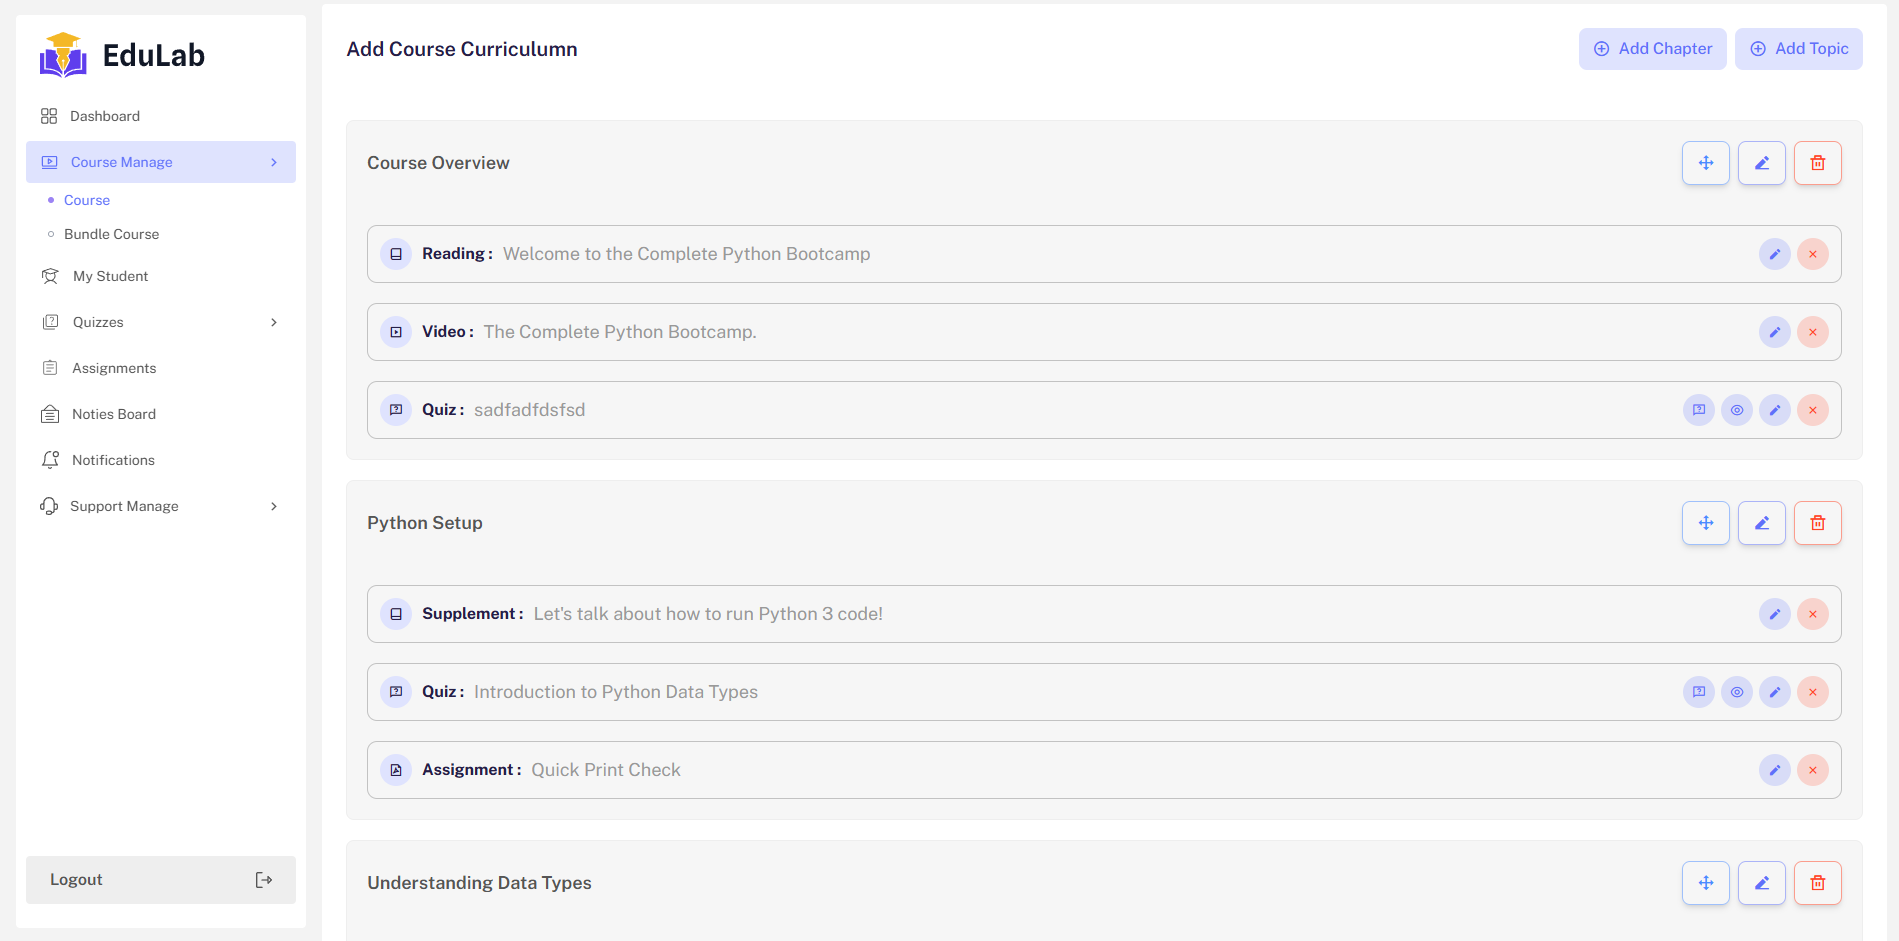 EduLab
Dashboard
Course Manage
Course
Bundle Course
My Student
Quizzes
Assignments
Noties Board
Notifications
Support Manage
Logout
Add Course Curriculumn
Add Chapter
Add Topic
Course Overview
Reading : Welcome to the Complete Python Bootcamp
Video : The Complete Python Bootcamp.
Quiz : sadfadfdsfsd
Python Setup
Supplement : Let's talk about how to run Python 3 code!
Quiz : Introduction to Python Data Types
Assignment : Quick Print Check
Understanding Data Types